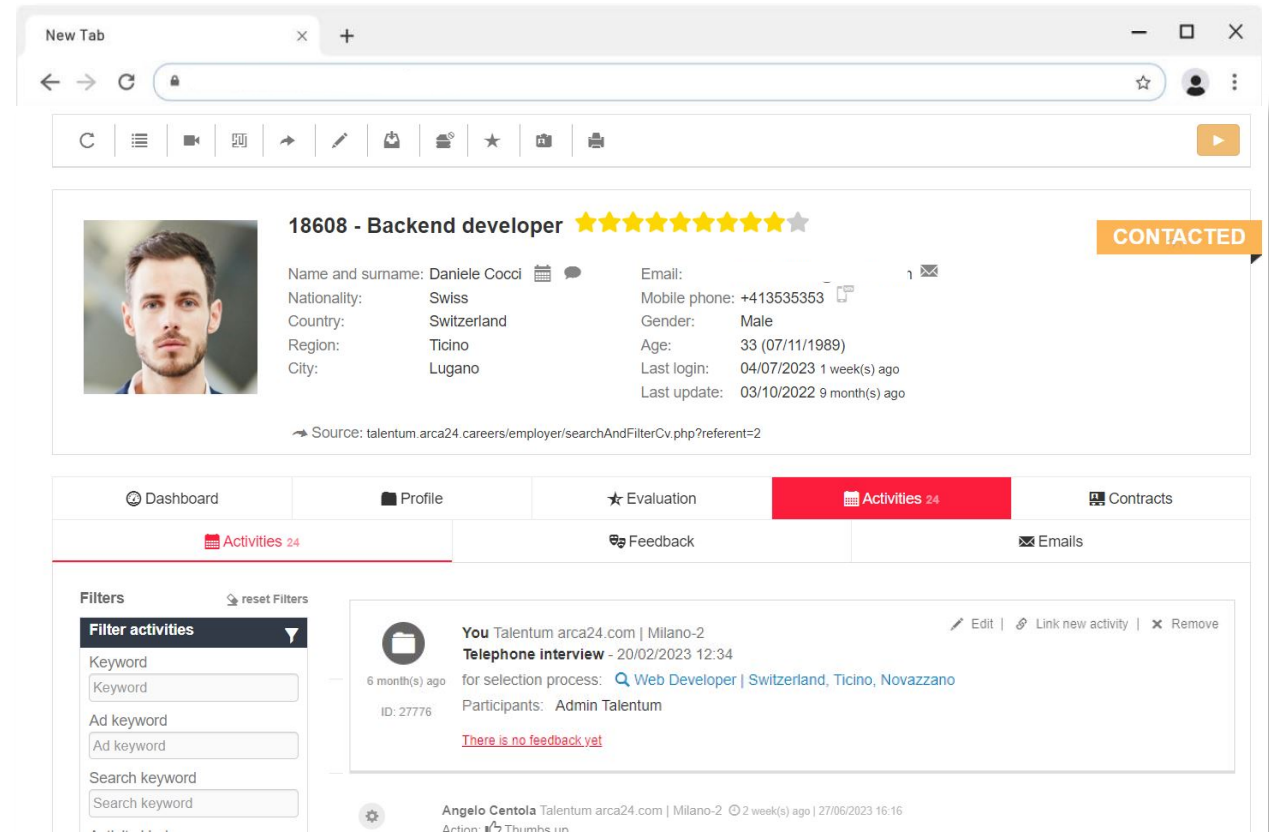 New Tab
18608 - Backend developer
CONTACTED
Name and surname: Daniele Cocci
Nationality: Swiss
Country: Switzerland
Region: Ticino
City: Lugano
Email:
Mobile phone: +413535353
Gender: Male
Age: 33 (07/11/1989)
Last login: 04/07/2023 1 week(s) ago
Last update: 03/10/2022 9 month(s) ago
Source: talentum.arca24.careers/employer/searchAndFilterCv.php?referent=2
Dashboard Profile Evaluation Activities 24 Contracts
Activities 24 Feedback Emails
Filters reset Filters
Filter activities
Keyword
Keyword
Ad keyword
Ad keyword
Search keyword
Search keyword
You Talentum arca24.com | Milano-2
Edit | Link new activity | Remove
Telephone interview - 20/02/2023 12:34
6 month(s) ago
for selection process: Web Developer | Switzerland, Ticino, Novazzano
ID: 27776
Participants: Admin Talentum
There is no feedback yet
Angelo Centola Talentum arca24.com | Milano-2 2 week(s) ago | 27/06/2023 16:16
Action: Thumbs up